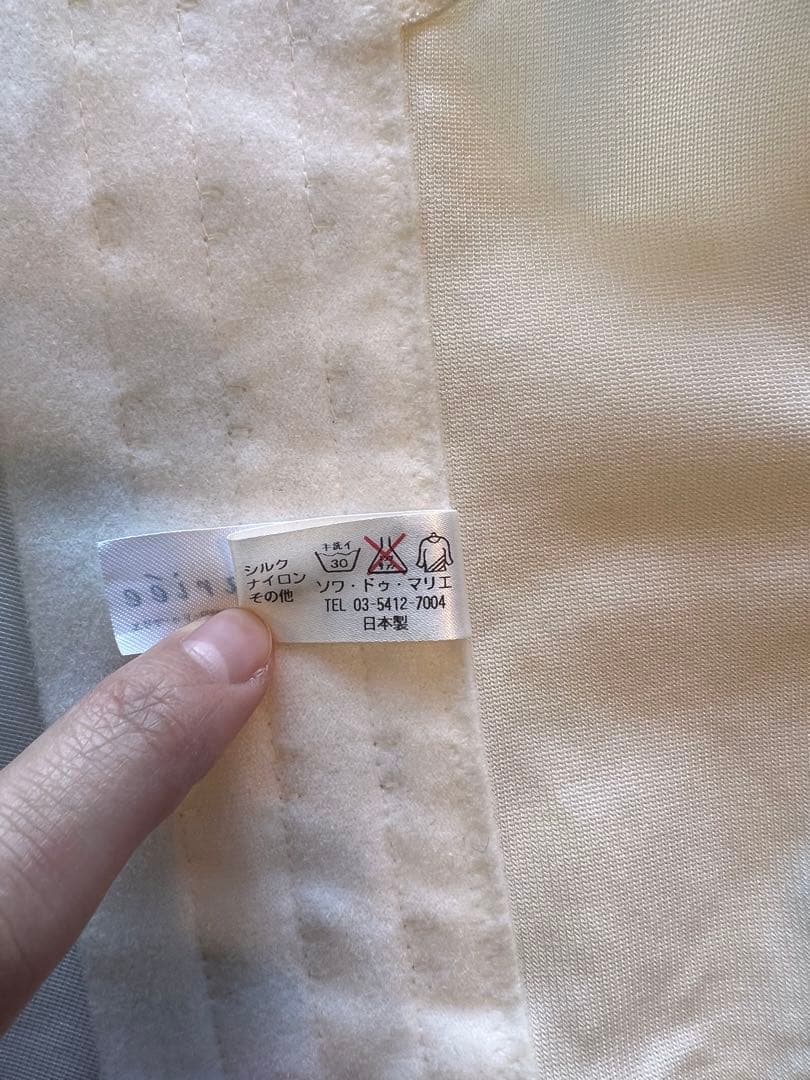 シルク
ナイロン
その他
手洗イ
30
ソワ・ドゥ・マリエ
TEL 03-5412-7004
日本製